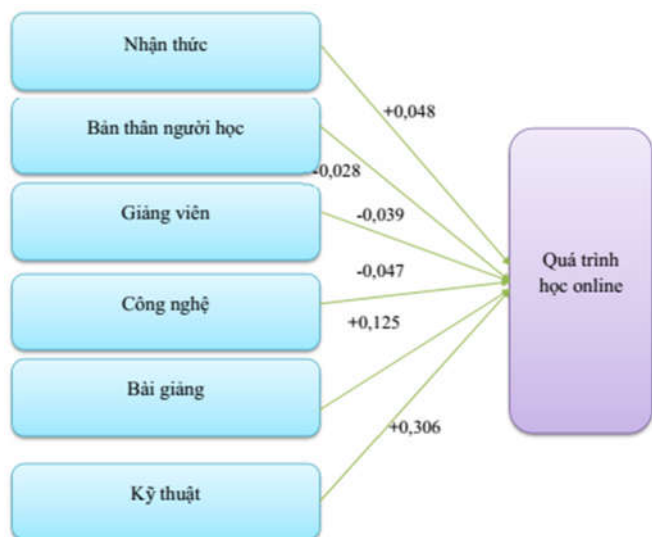 Nhận thức
+0,048
Bản thân người học
-0,028
Giảng viên
-0,039
Quá trình
học online
Công nghệ
-0,047
+0,125
Bài giảng
+0,306
Kỹ thuật